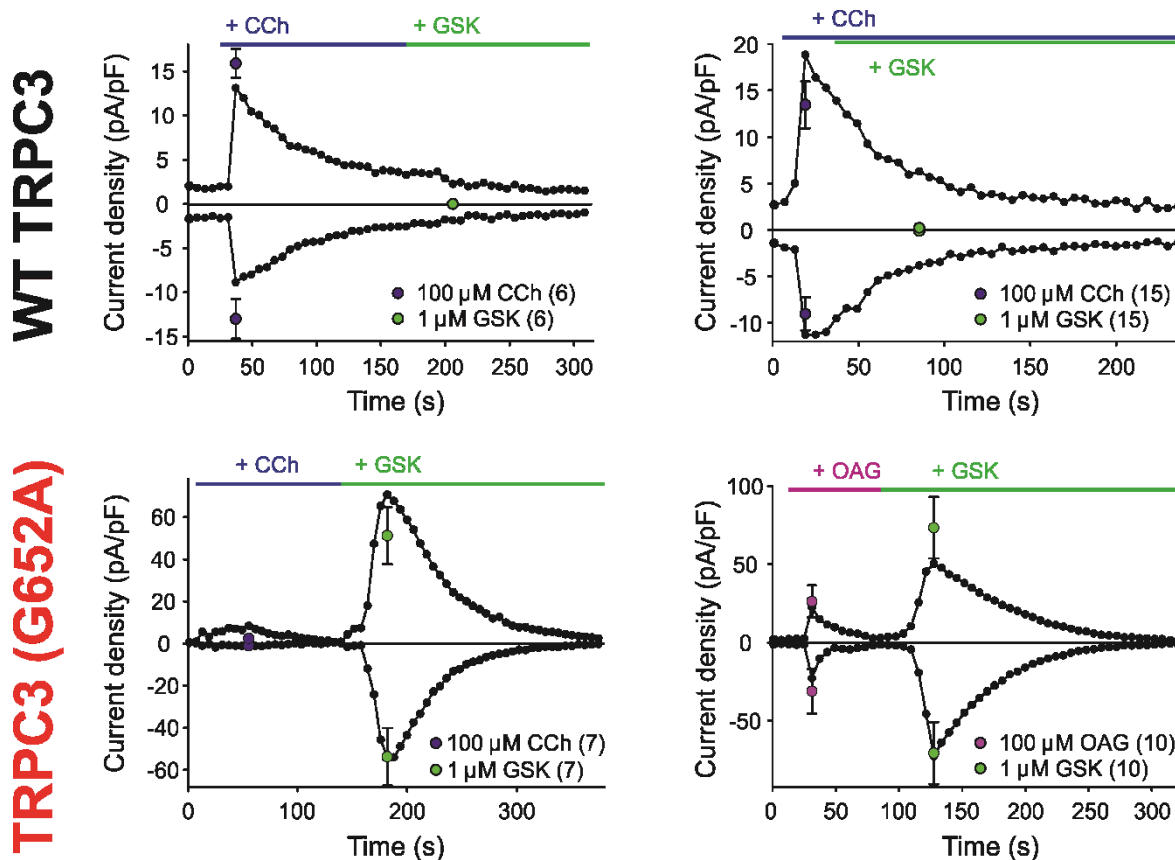 WT TRPC3
+ CCh
+ GSK
Current density (pA/pF)
15
10
5
0
-5
-10
-15
100 µM CCh (6)
1 µM GSK (6)
0
50
100
150
200
250
300
Time (s)
+ CCh
+ GSK
Current density (pA/pF)
20
15
10
5
0
-5
-10
100 µM CCh (15)
1 µM GSK (15)
0
50
100
150
200
Time (s)
TRPC3 (G652A)
+ CCh
+ GSK
Current density (pA/pF)
60
40
20
0
-20
-40
-60
100 µM CCh (7)
1 µM GSK (7)
0
100
200
300
Time (s)
+ OAG
+ GSK
Current density (pA/pF)
100
50
0
-50
100 µM OAG (10)
1 µM GSK (10)
0
50
100
150
200
250
300
Time (s)